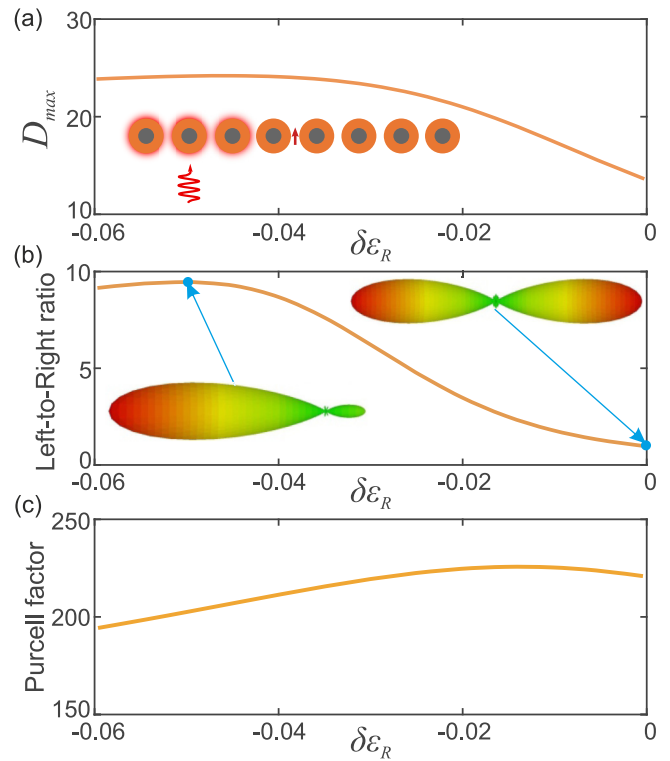 (a)
30
20
10
D_max
-0.06
-0.04
-0.02
0
δε_R
(b)
10
5
0
Left-to-Right ratio
-0.06
-0.04
-0.02
0
δε_R
(c)
250
200
150
Purcell factor
-0.06
-0.04
-0.02
0
δε_R